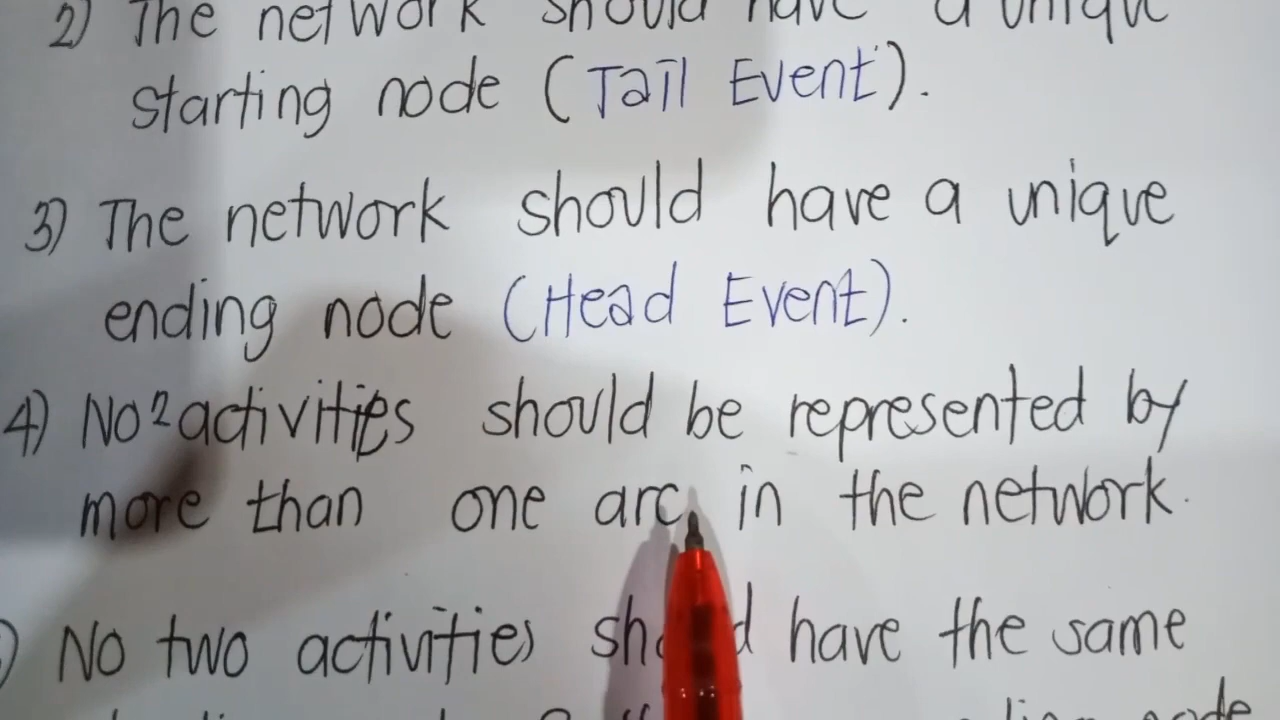 2) The network should have a unique
starting node (Tail Event).
3) The network should have a unique
ending node (Head Event).
4) No 2 activities should be represented by
more than one arc in the network.
No two activities have the same
node